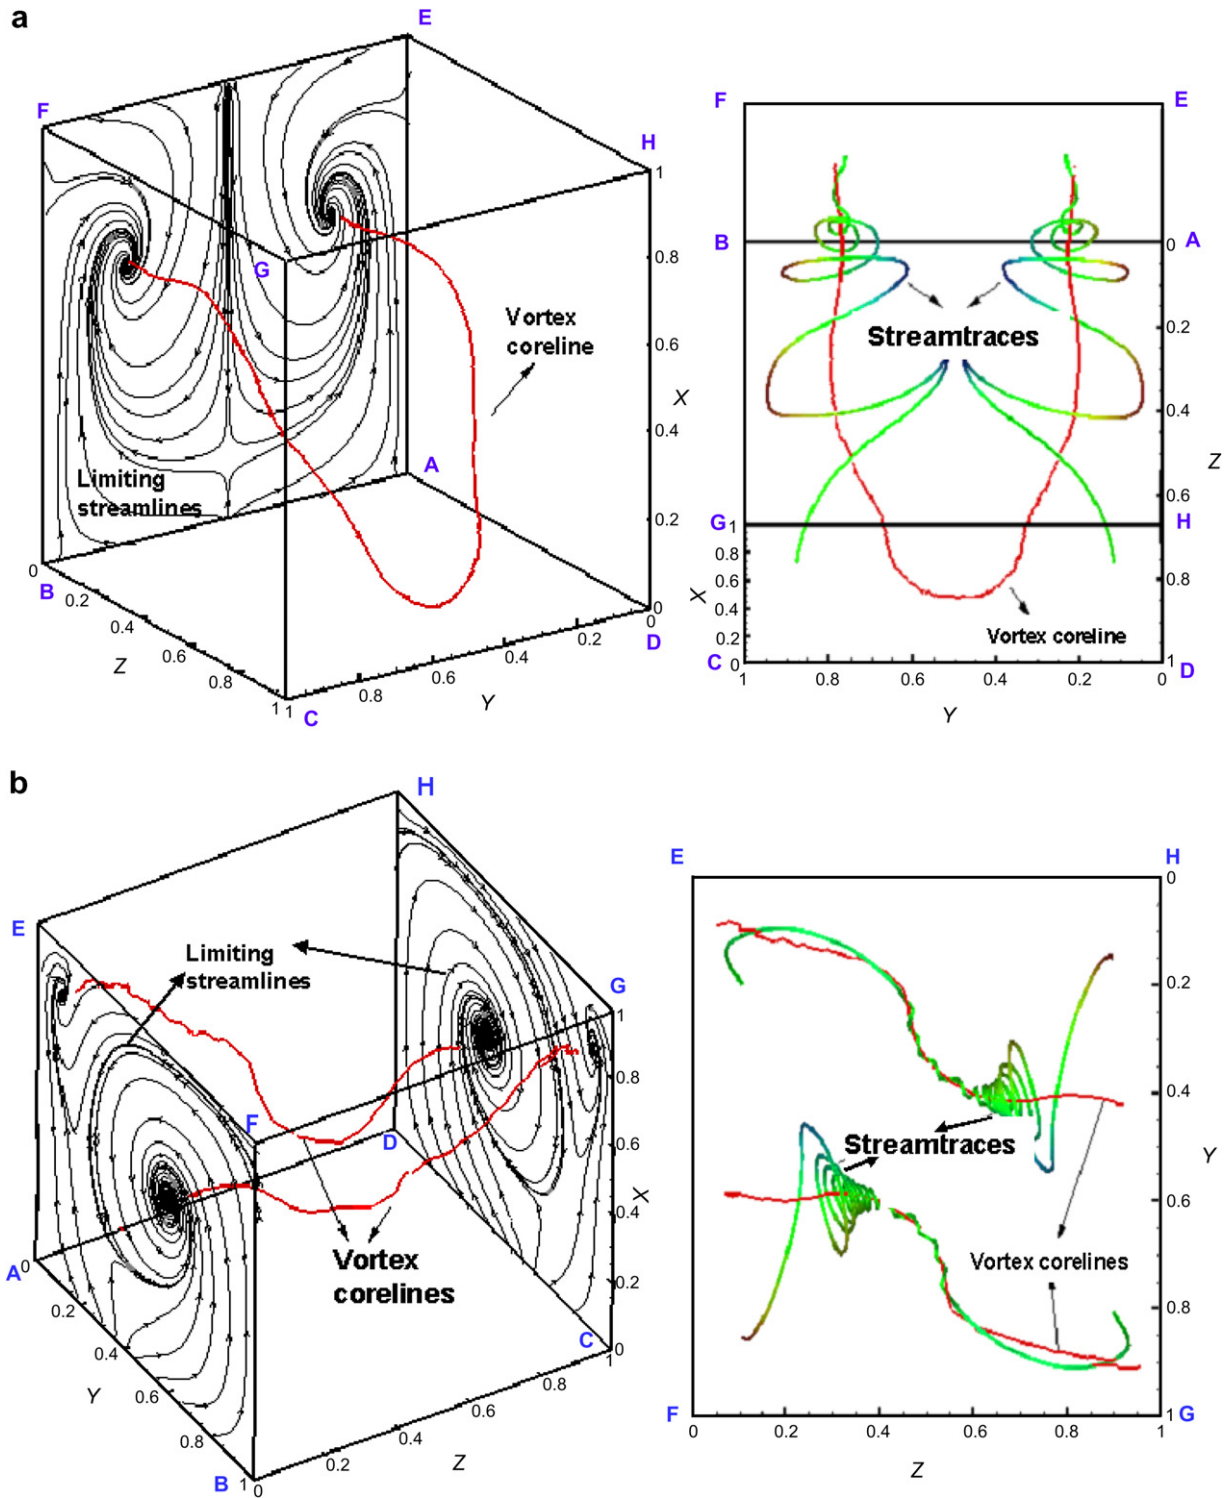 a
E
F
H
1
G
0.8
Vortex
coreline
0.6
X
0.4
A
Limiting
streamlines
0.2
0
B
0.2
0.4
Z
0.6
0.8
1
1
C
0.8
0.6
Y
0.4
0.2
0
0
D
F
E
B
0
A
Streamtraces
0.2
0.4
Z
0.6
G
1
H
0.8
0.6
X
0.4
0.2
0.8
Vortex coreline
C
0
1
D
1
0.8
0.6
0.4
0.2
0
Y
b
H
E
Limiting
streamlines
G
1
0.8
F
D
0.6
X
0.4
A
0
Vortex
corelines
0.2
0.2
0.4
Y
0.6
0.8
C
0
1
0.8
0.6
0.4
Z
0.2
B
1
0
E
H
0
0.2
0.4
Streamtraces
Y
0.6
Vortex corelines
0.8
F
1
G
0
0.2
0.4
0.6
0.8
1
Z